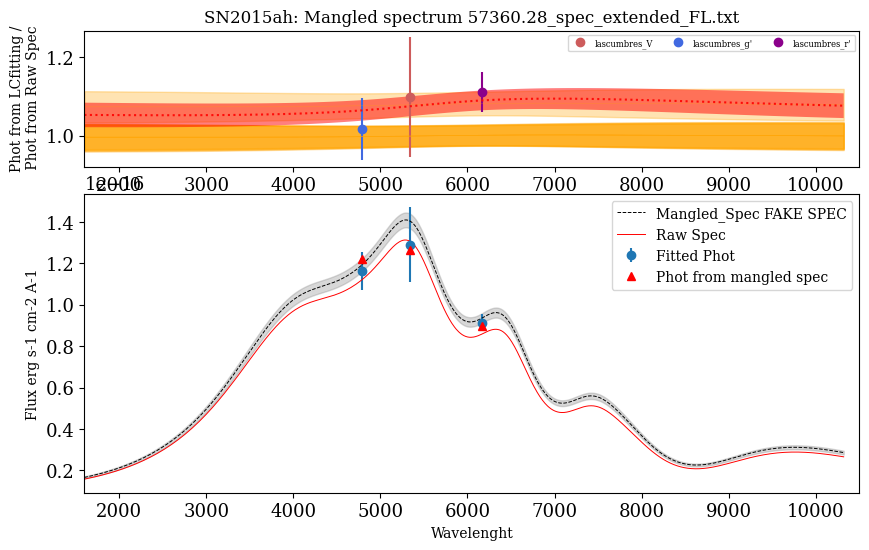 SN2015ah: Mangled spectrum 57360.28_spec_extended_FL.txt
Phot from LCfitting /
Phot from Raw Spec
1.2
1.0
lascumbres_V
lascumbres_g'
lascumbres_r'
2000 3000 4000 5000 6000 7000 8000 9000 10000
1e−16
Flux erg s-1 cm-2 A-1
1.4
1.2
1.0
0.8
0.6
0.4
0.2
Mangled_Spec FAKE SPEC
Raw Spec
Fitted Phot
Phot from mangled spec
2000 3000 4000 5000 6000 7000 8000 9000 10000
Wavelenght